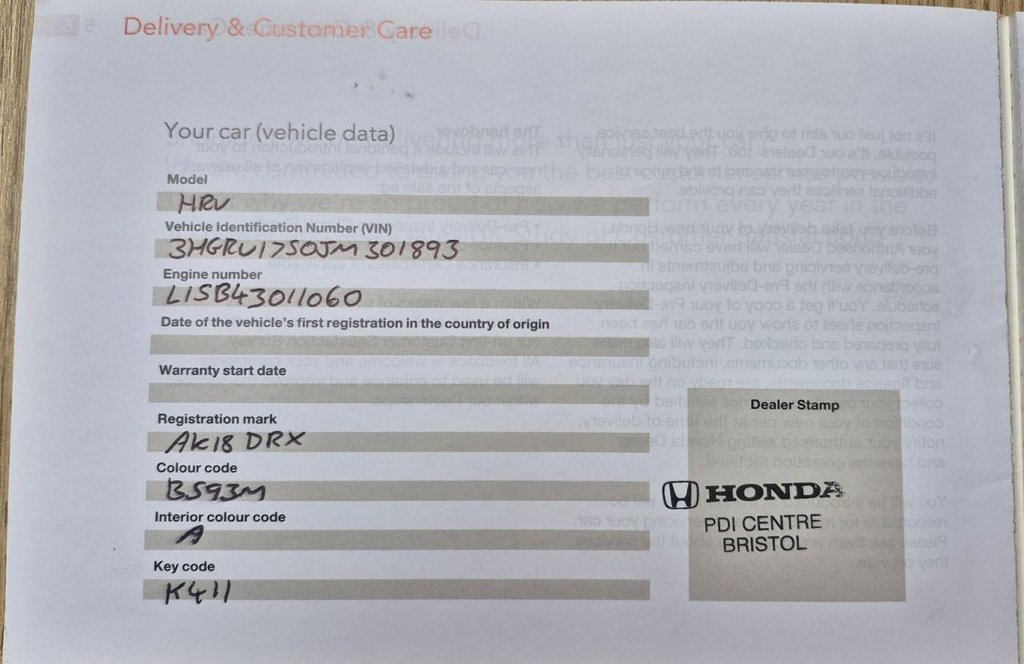 Delivery & Customer Care
Your car (vehicle data)
Model
HRV
Vehicle Identification Number (VIN)
3HGRU1750JM301893
Engine number
L15B43011060
Date of the vehicle's first registration in the country of origin
Warranty start date
Registration mark
AK18 DRX
Colour code
B593M
Interior colour code
A
Key code
K411
Dealer Stamp
HONDA
PDI CENTRE
BRISTOL